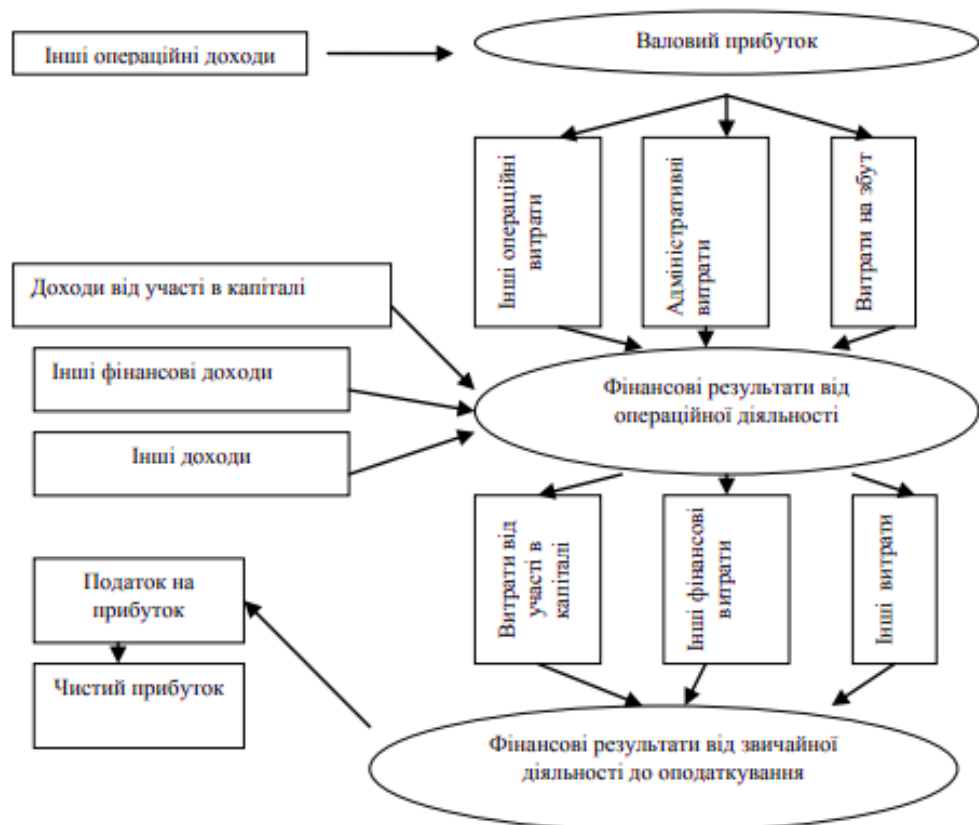 Інші операційні доходи
Валовий прибуток
Інші операційні
витрати
Адміністративні
витрати
Витрати на збут
Доходи від участі в капіталі
Інші фінансові доходи
Інші доходи
Фінансові результати від
операційної діяльності
Витрати від
участі в
капіталі
Інші фінансові
витрати
Інші витрати
Податок на
прибуток
Чистий прибуток
Фінансові результати від звичайної
діяльності до оподаткування